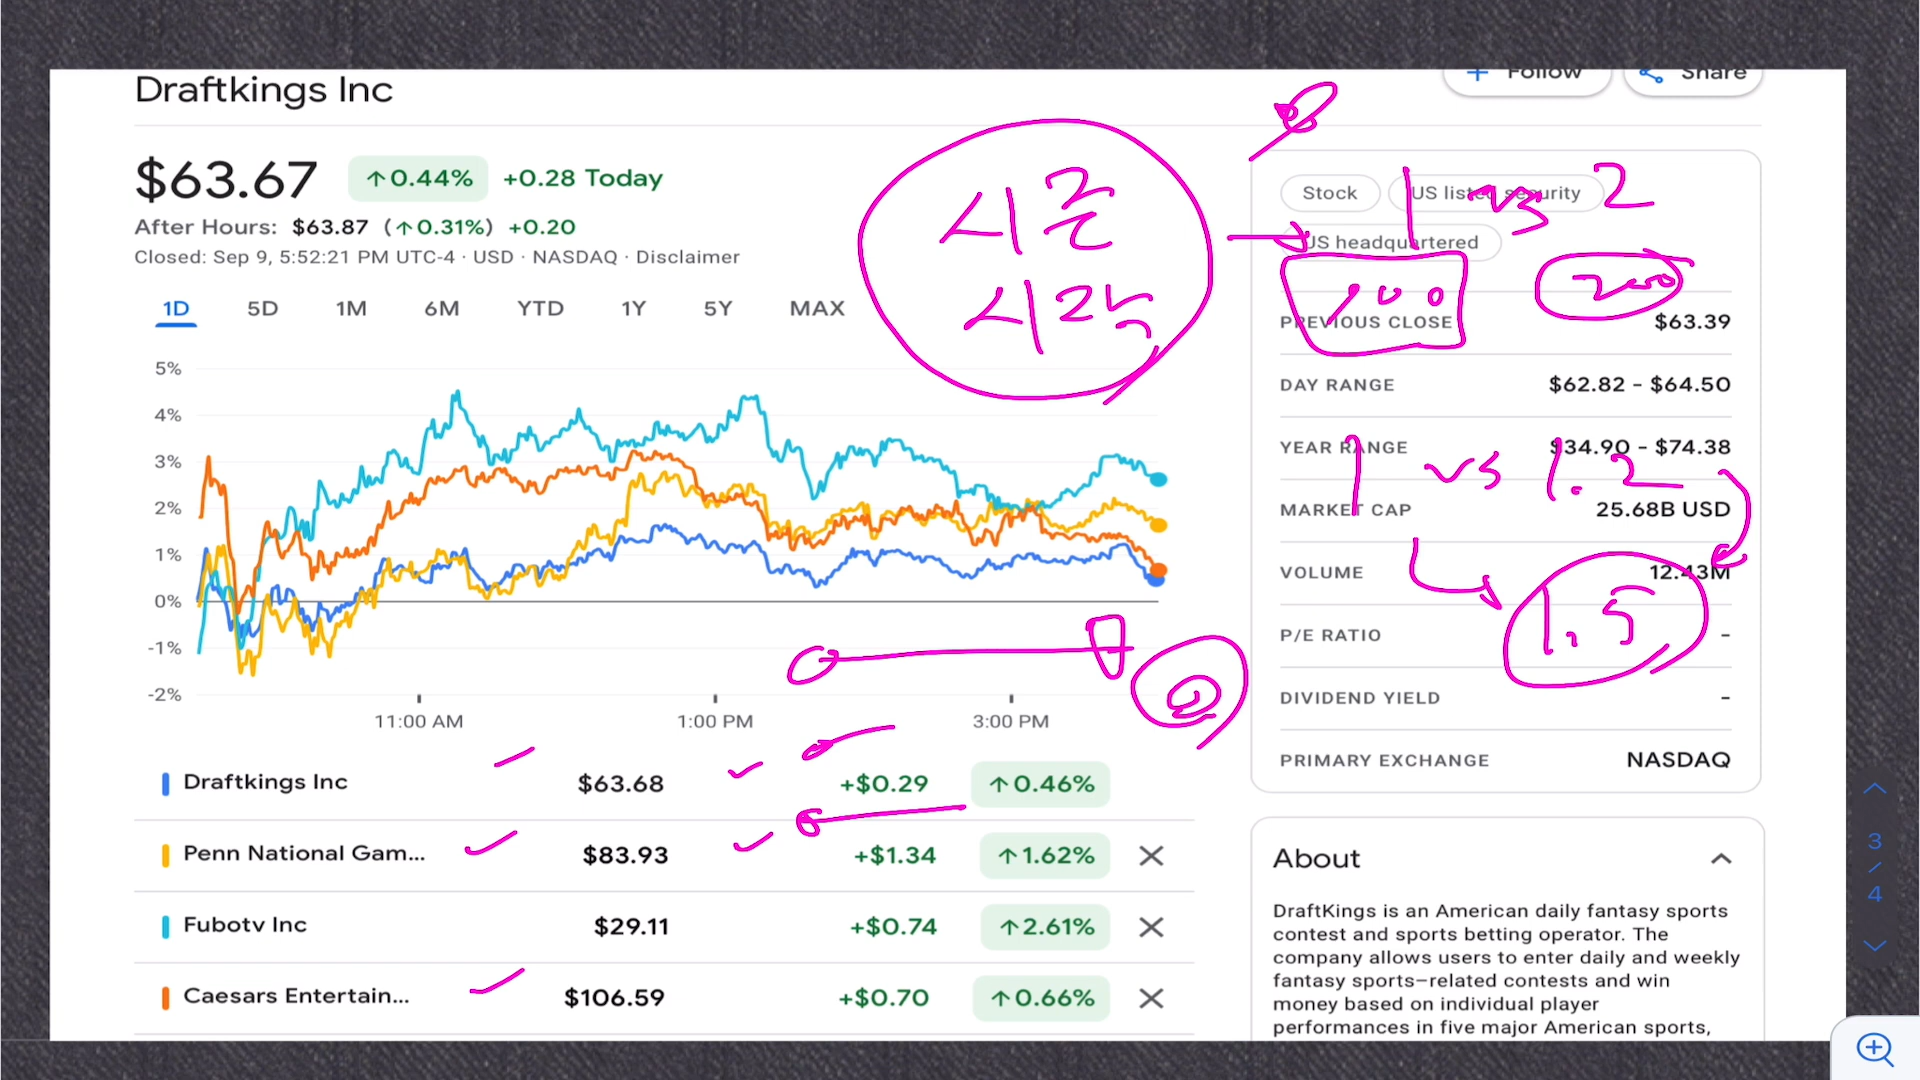 Draftkings Inc
Follow
Share
$63.67 ↑0.44% +0.28 Today
After Hours: $63.87 (↑0.31%) +0.20
Closed: Sep 9, 5:52:21 PM UTC-4 · USD · NASDAQ · Disclaimer
1D 5D 1M 6M YTD 1Y 5Y MAX
5%
4%
3%
2%
1%
0%
-1%
-2%
11:00 AM 1:00 PM 3:00 PM
Draftkings Inc $63.68 +$0.29 ↑0.46%
Penn National Gam... $83.93 +$1.34 ↑1.62%
Fubotv Inc $29.11 +$0.74 ↑2.61%
Caesars Entertain... $106.59 +$0.70 ↑0.66%
1 vs 2
100 200
1 vs 1.2
1.5
Stock US listed security
US headquartered
PREVIOUS CLOSE $63.39
DAY RANGE $62.82 - $64.50
YEAR RANGE $34.90 - $74.38
MARKET CAP 25.68B USD
VOLUME 12.43M
P/E RATIO -
DIVIDEND YIELD -
PRIMARY EXCHANGE NASDAQ
About
DraftKings is an American daily fantasy sports
contest and sports betting operator. The
company allows users to enter daily and weekly
fantasy sports–related contests and win
money based on individual player
performances in five major American sports,
3
/
4